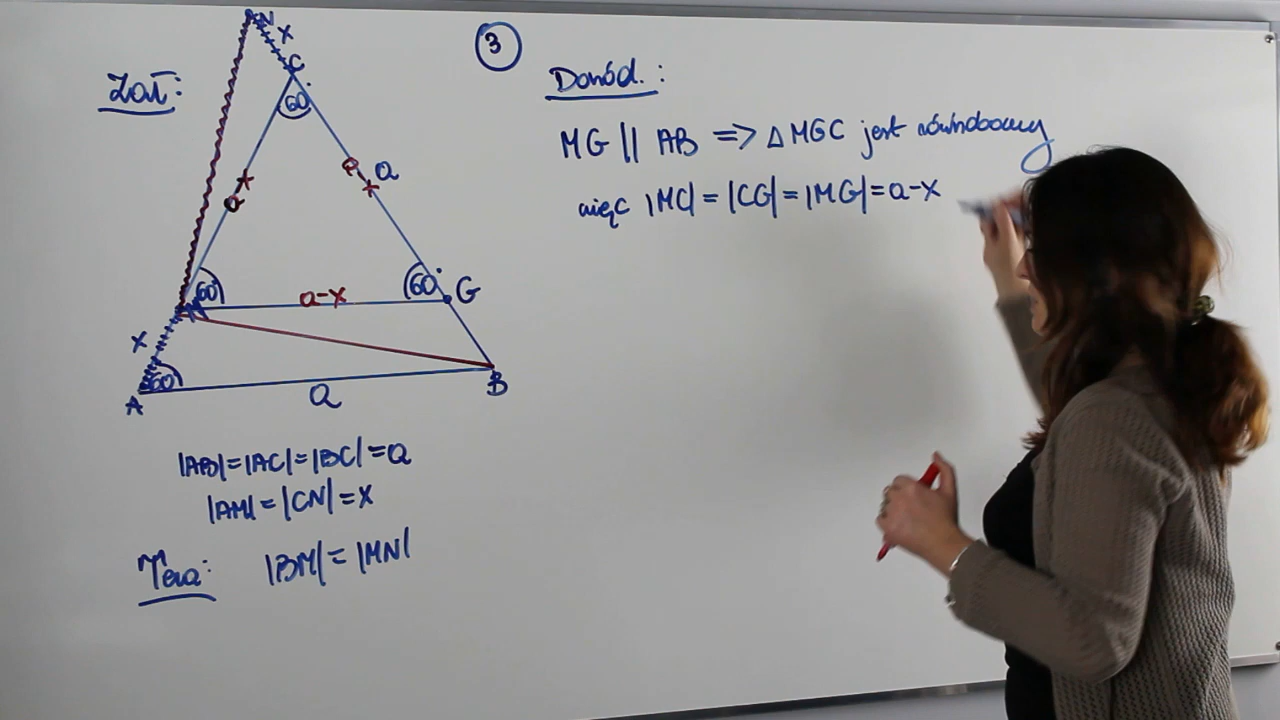 3
Zał:
N
x
C
60°
a
a
60°
60°
a-x
G
x
60°
A
a
B
|AB|=|AC|=|BC|=a
|AM|=|CN|=x
Teza: |BM|=|MN|
Dowód.:
MG || AB => △MGC jest równoboczny
więc |MC|=|CG|=|MG|=a-x